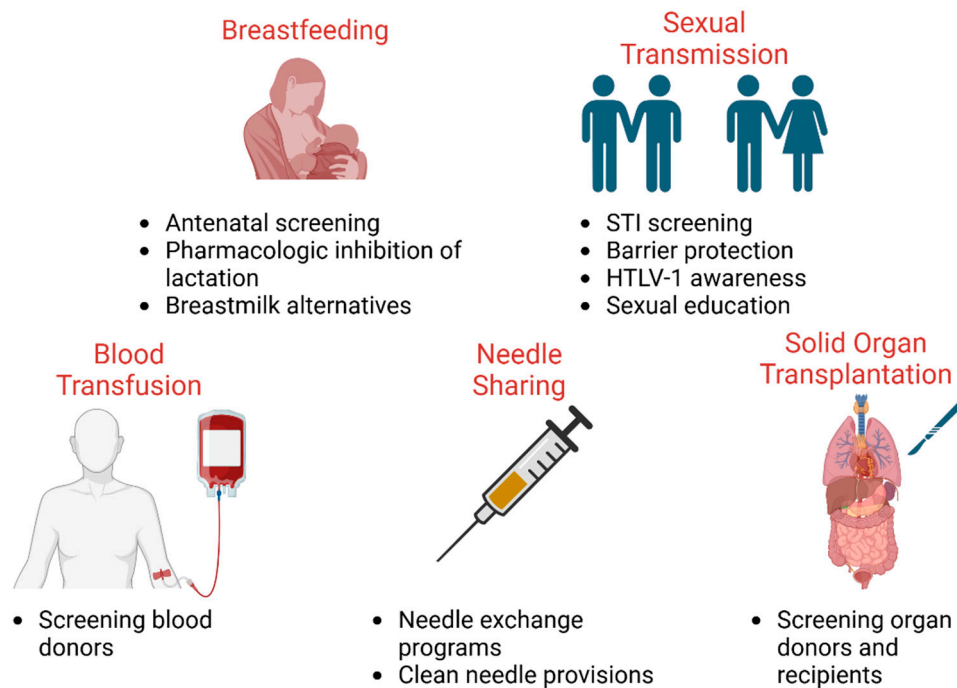 Breastfeeding
• Antenatal screening
• Pharmacologic inhibition of
lactation
• Breastmilk alternatives
Sexual
Transmission
• STI screening
• Barrier protection
• HTLV-1 awareness
• Sexual education
Blood
Transfusion
• Screening blood
donors
Needle
Sharing
• Needle exchange
programs
• Clean needle provisions
Solid Organ
Transplantation
• Screening organ
donors and
recipients